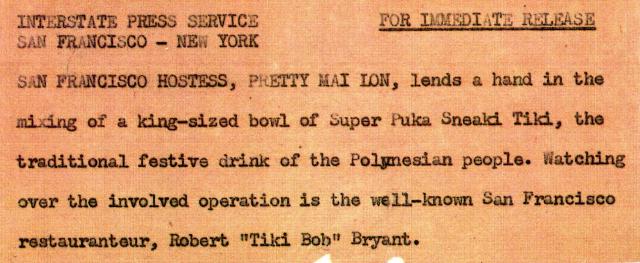 INTERSTATE PRESS SERVICE
FOR IMMEDIATE RELEASE
SAN FRANCISCO - NEW YORK
SAN FRANCISCO HOSTESS, PRETTY MAI ION, lends a hand in the
mixing of a king-sized bowl of Super Puka Sneaki Tiki, the
traditional festive drink of the Polynesian people. Watching
over the involved operation is the well-known San Francisco
restauranteur, Robert "Tiki Bob" Bryant.